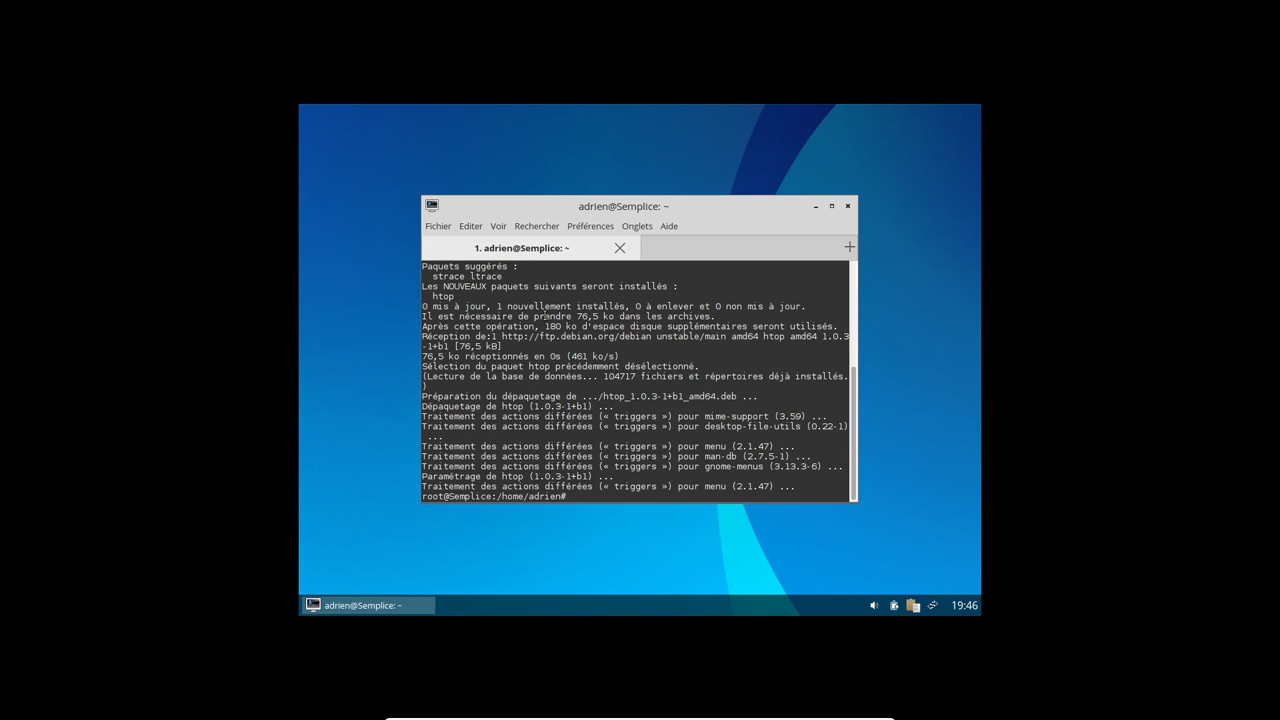 adrien@Semplice: ~
Fichier Editer Voir Rechercher Préférences Onglets Aide
1. adrien@Semplice: ~
Paquets suggérés :
strace ltrace
Les NOUVEAUX paquets suivants seront installés :
htop
0 mis à jour, 1 nouvellement installés, 0 à enlever et 0 non mis à jour.
Il est nécessaire de prendre 76,5 ko dans les archives.
Après cette opération, 180 ko d'espace disque supplémentaires seront utilisés.
Réception de:1 http://ftp.debian.org/debian unstable/main amd64 htop amd64 1.0.3
-1+b1 [76,5 kB]
76,5 ko réceptionnés en 0s (461 ko/s)
Sélection du paquet htop précédemment désélectionné.
(Lecture de la base de données... 104717 fichiers et répertoires déjà installés.
)
Préparation du dépaquetage de .../htop_1.0.3-1+b1_amd64.deb ...
Dépaquetage de htop (1.0.3-1+b1) ...
Traitement des actions différées (« triggers ») pour mime-support (3.59) ...
Traitement des actions différées (« triggers ») pour desktop-file-utils (0.22-1)
...
Traitement des actions différées (« triggers ») pour menu (2.1.47) ...
Traitement des actions différées (« triggers ») pour man-db (2.7.5-1) ...
Traitement des actions différées (« triggers ») pour gnome-menus (3.13.3-6) ...
Paramétrage de htop (1.0.3-1+b1) ...
Traitement des actions différées (« triggers ») pour menu (2.1.47) ...
root@Semplice:/home/adrien#
adrien@Semplice: ~
19:46